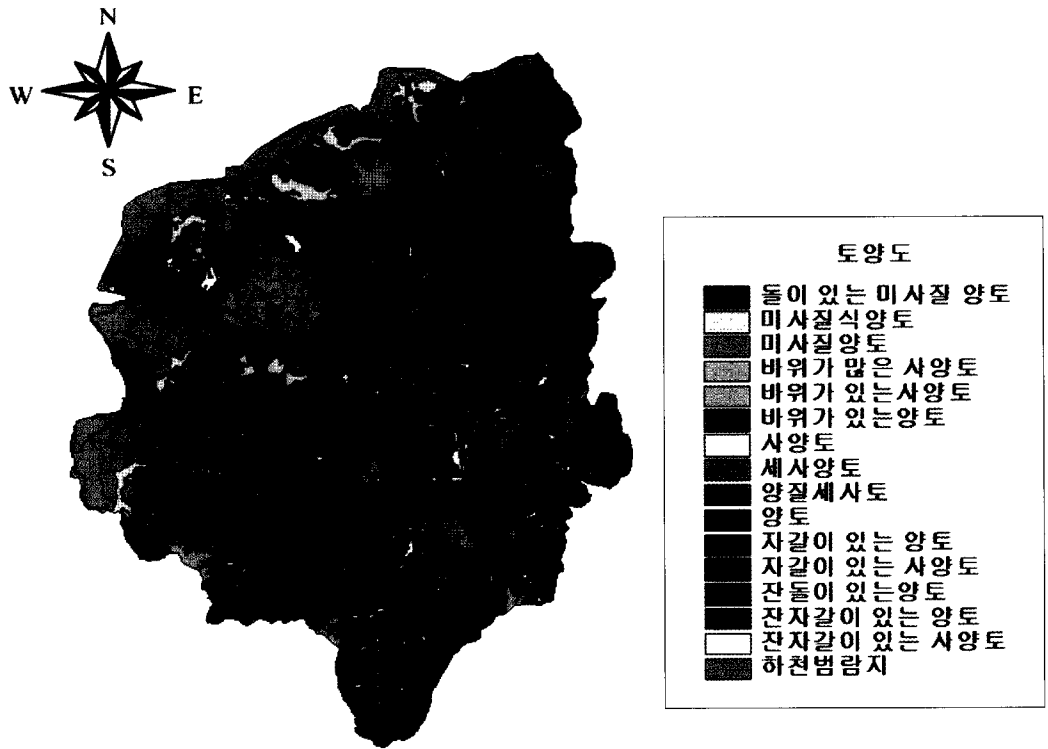 N
W E
S
토양도
돌이 있는 미사질 양토
미사질식양토
미사질양토
바위가 많은 사양토
바위가 있는사양토
바위가 있는양토
사양토
세사양토
양질세사토
양토
자갈이 있는 양토
자갈이 있는 사양토
잔돌이 있는양토
잔자갈이 있는 양토
잔자갈이 있는 사양토
하천범람지